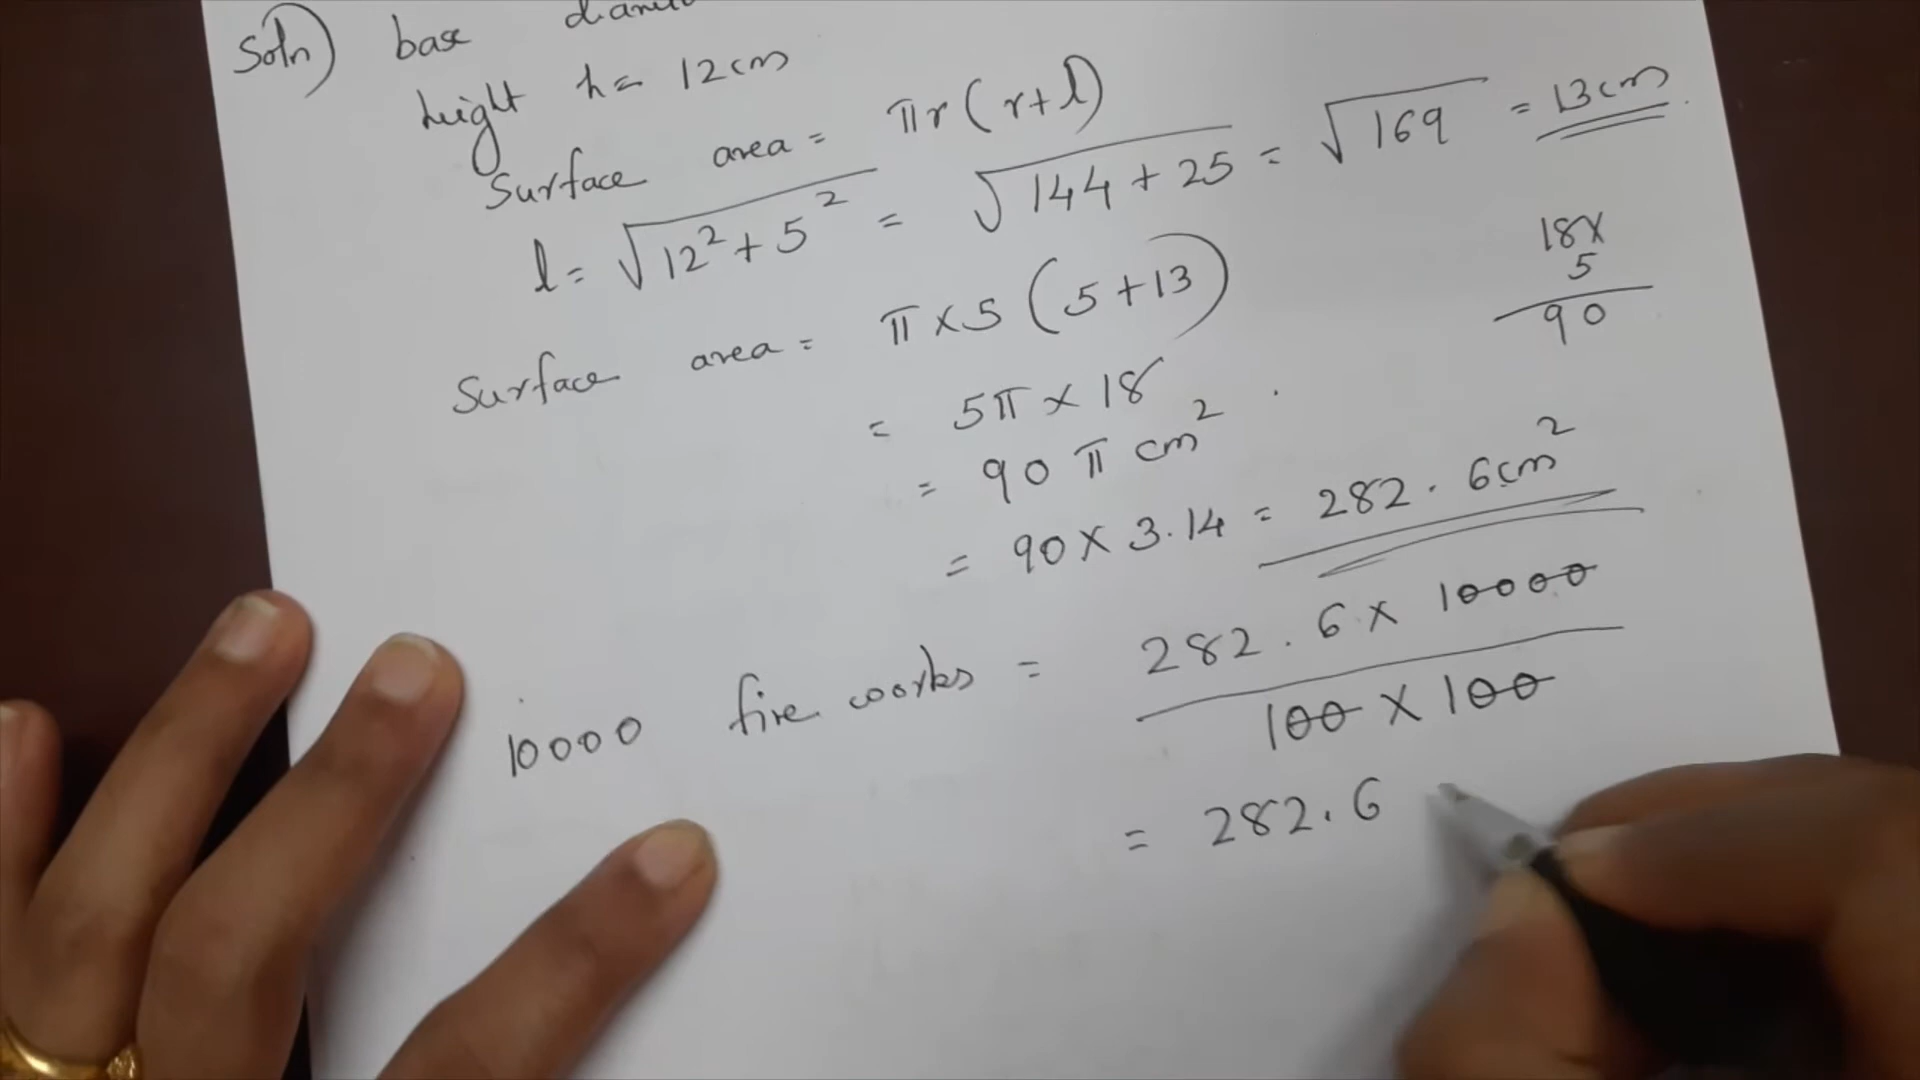 Soln) base
height h = 12cm
Surface area = πr(r+l)
l = √12² + 5² = √144 + 25 = √169 = 13cm
Surface area = π×5 (5+13)
18×
5
90
= 5π × 18
= 90 π cm²
= 90 × 3.14 = 282.6cm²
10000 fire works = 282.6 × 10000
100 × 100
= 282.6